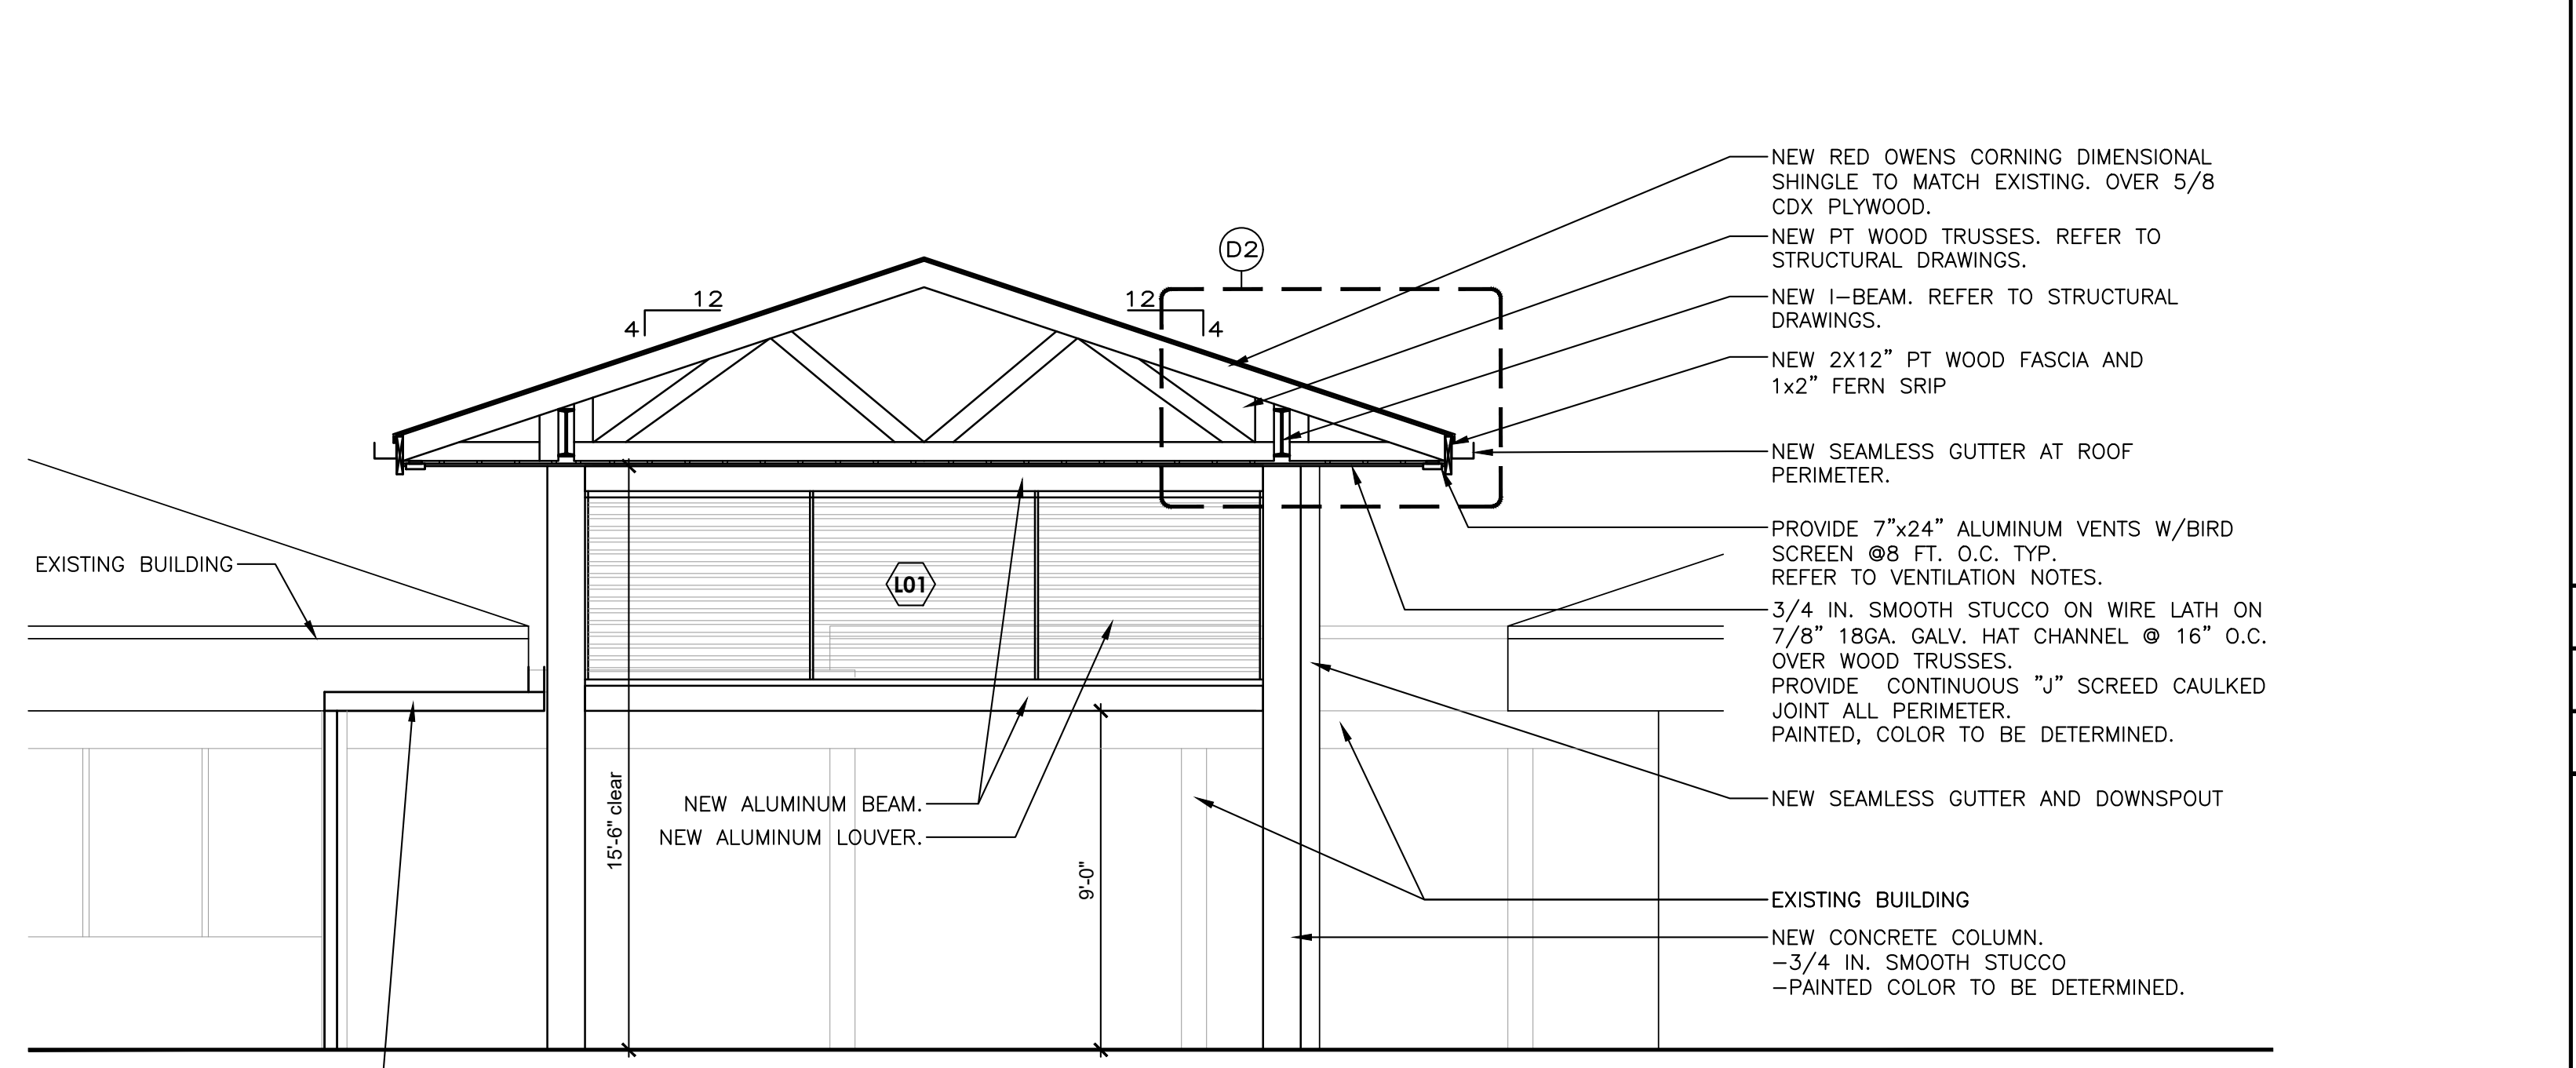 NEW RED OWENS CORNING DIMENSIONAL
SHINGLE TO MATCH EXISTING. OVER 5/8
CDX PLYWOOD.
NEW PT WOOD TRUSSES. REFER TO
STRUCTURAL DRAWINGS.
D2
12
4
12
4
NEW I-BEAM. REFER TO STRUCTURAL
DRAWINGS.
NEW 2X12" PT WOOD FASCIA AND
1x2" FERN SRIP
NEW SEAMLESS GUTTER AT ROOF
PERIMETER.
PROVIDE 7"x24" ALUMINUM VENTS W/BIRD
SCREEN @8 FT. O.C. TYP.
REFER TO VENTILATION NOTES.
EXISTING BUILDING
L01
3/4 IN. SMOOTH STUCCO ON WIRE LATH ON
7/8" 18GA. GALV. HAT CHANNEL @ 16" O.C.
OVER WOOD TRUSSES.
PROVIDE CONTINUOUS "J" SCREED CAULKED
JOINT ALL PERIMETER.
PAINTED, COLOR TO BE DETERMINED.
15'-6" clear
NEW ALUMINUM BEAM.
NEW ALUMINUM LOUVER.
9'-0"
NEW SEAMLESS GUTTER AND DOWNSPOUT
EXISTING BUILDING
NEW CONCRETE COLUMN.
-3/4 IN. SMOOTH STUCCO
-PAINTED COLOR TO BE DETERMINED.